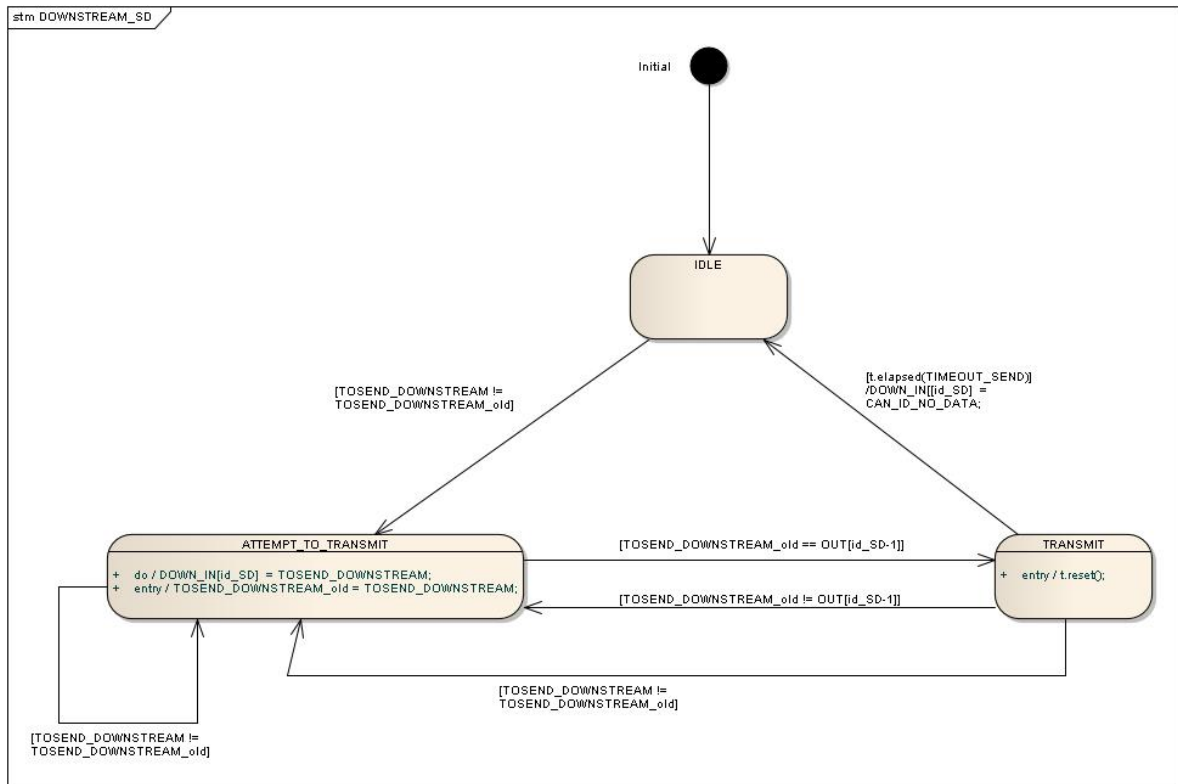 stm DOWNSTREAM_SD
Initial
IDLE
[TOSEND_DOWNSTREAM !=
TOSEND_DOWNSTREAM_old]
[t.elapsed(TIMEOUT_SEND)]
/DOWN_IN[[id_SD] =
CAN_ID_NO_DATA;
ATTEMPT_TO_TRANSMIT
+ do / DOWN_IN[id_SD] = TOSEND_DOWNSTREAM;
+ entry / TOSEND_DOWNSTREAM_old = TOSEND_DOWNSTREAM;
[TOSEND_DOWNSTREAM_old == OUT[id_SD-1]]
[TOSEND_DOWNSTREAM_old != OUT[id_SD-1]]
TRANSMIT
+ entry / t.reset();
[TOSEND_DOWNSTREAM !=
TOSEND_DOWNSTREAM_old]
[TOSEND_DOWNSTREAM !=
TOSEND_DOWNSTREAM_old]